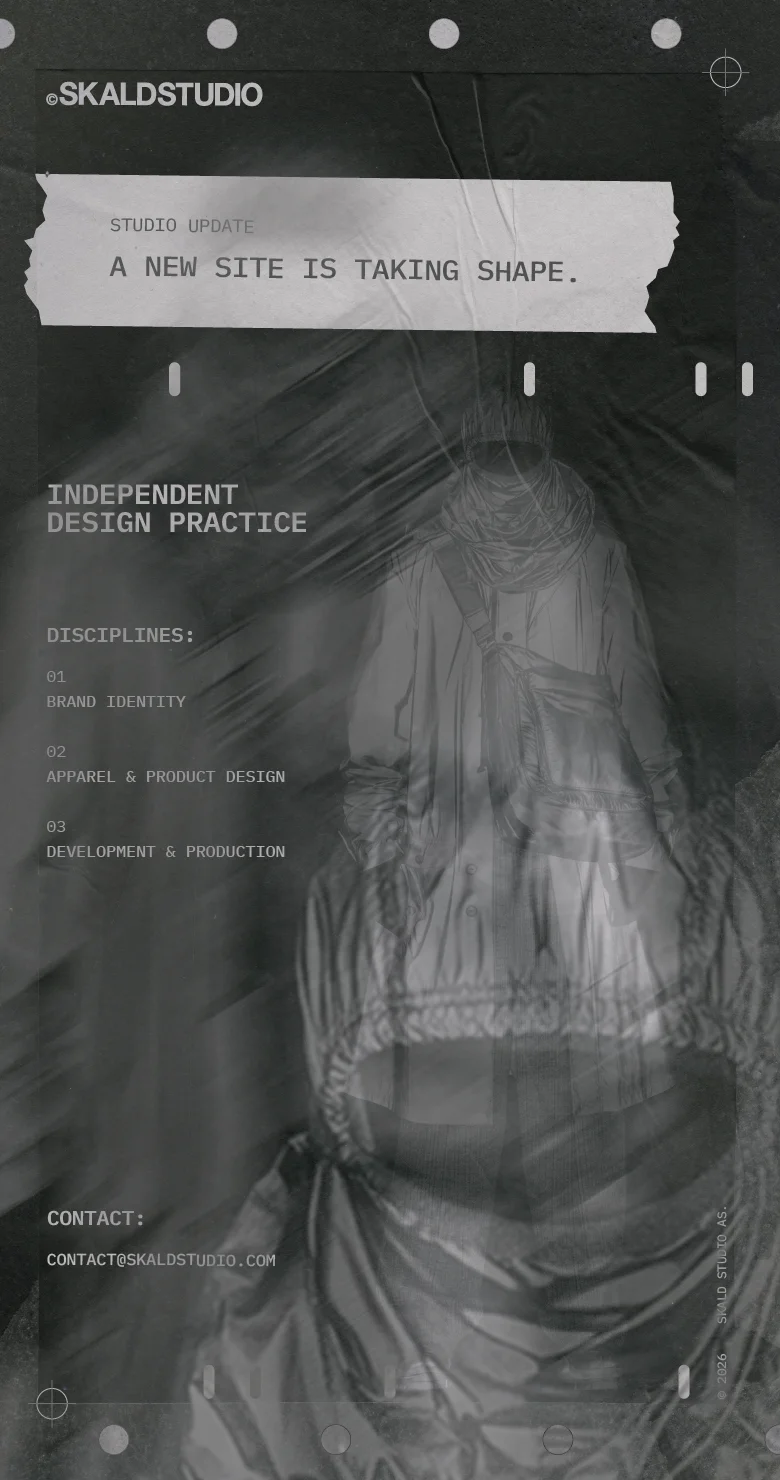 ©SKALDSTUDIO
STUDIO UPDATE
A NEW SITE IS TAKING SHAPE.
INDEPENDENT
DESIGN PRACTICE
DISCIPLINES:
01
BRAND IDENTITY
02
APPAREL & PRODUCT DESIGN
03
DEVELOPMENT & PRODUCTION
CONTACT:
CONTACT@SKALDSTUDIO.COM
© 2026 SKALD STUDIO AS.